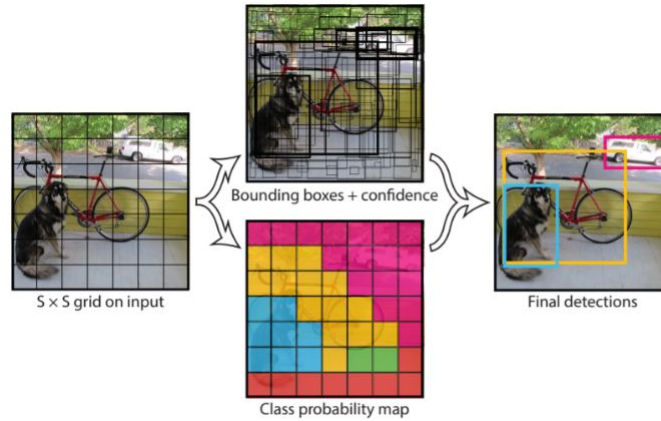 Bounding boxes + confidence
S × S grid on input
Final detections
Class probability map